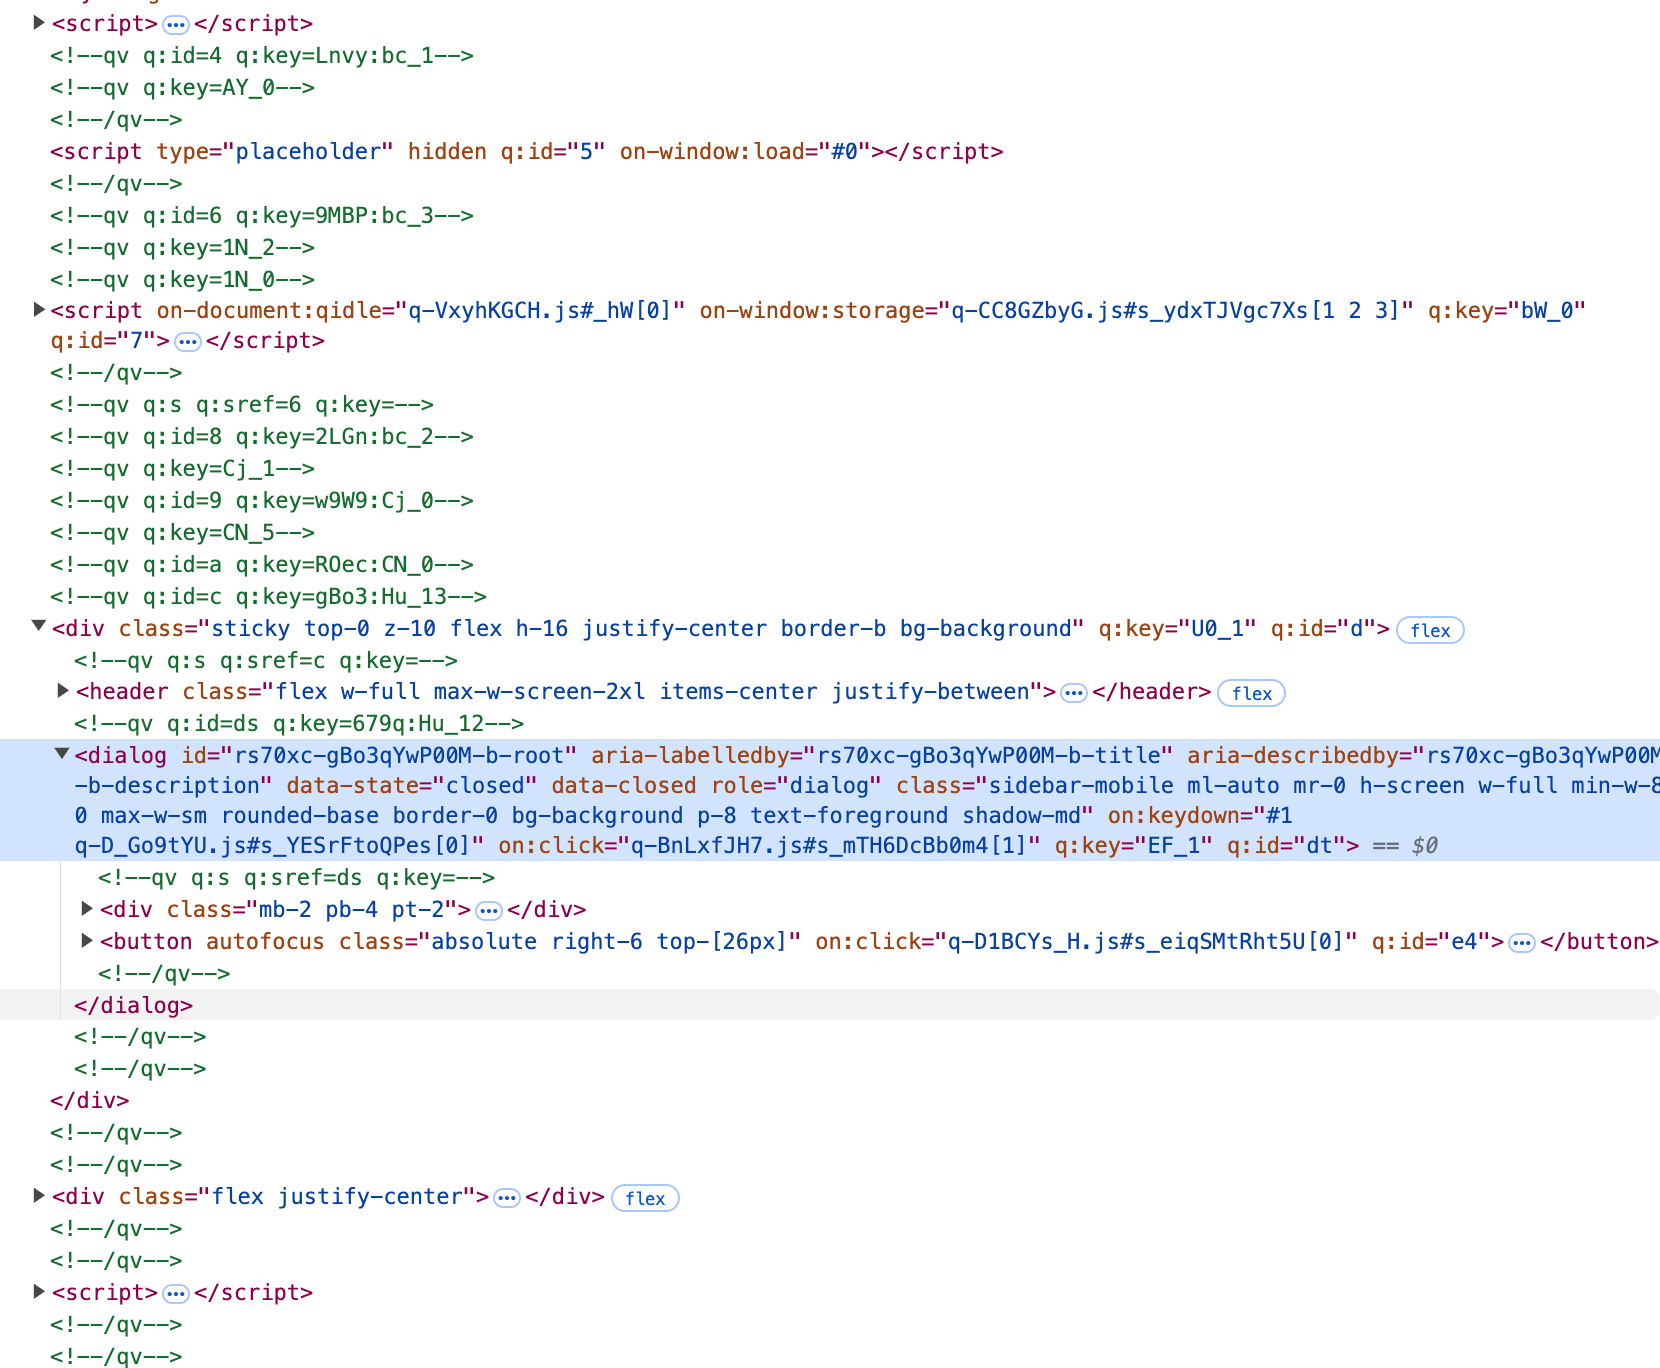 <script>…</script>
<!--qv q:id=4 q:key=Lnvy:bc_1-->
<!--qv q:key=AY_0-->
<!--/qv-->
<script type="placeholder" hidden q:id="5" on-window:load="#0"></script>
<!--/qv-->
<!--qv q:id=6 q:key=9MBP:bc_3-->
<!--qv q:key=1N_2-->
<!--qv q:key=1N_0-->
<script on-document:qidle="q-VxyhKGCH.js#_hW[0]" on-window:storage="q-CC8GZbyG.js#s_ydxTJVgc7Xs[1 2 3]" q:key="bW_0"
q:id="7">…</script>
<!--/qv-->
<!--qv q:s q:sref=6 q:key=-->
<!--qv q:id=8 q:key=2LGn:bc_2-->
<!--qv q:key=Cj_1-->
<!--qv q:id=9 q:key=w9W9:Cj_0-->
<!--qv q:key=CN_5-->
<!--qv q:id=a q:key=ROec:CN_0-->
<!--qv q:id=c q:key=gBo3:Hu_13-->
<div class="sticky top-0 z-10 flex h-16 justify-center border-b bg-background" q:key="U0_1" q:id="d"> flex
<!--qv q:s q:sref=c q:key=-->
<header class="flex w-full max-w-screen-2xl items-center justify-between">…</header> flex
<!--qv q:id=ds q:key=679q:Hu_12-->
<dialog id="rs70xc-gBo3qYwP00M-b-root" aria-labelledby="rs70xc-gBo3qYwP00M-b-title" aria-describedby="rs70xc-gBo3qYwP00M
-b-description" data-state="closed" data-closed role="dialog" class="sidebar-mobile ml-auto mr-0 h-screen w-full min-w-8
0 max-w-sm rounded-base border-0 bg-background p-8 text-foreground shadow-md" on:keydown="#1
q-D_Go9tYU.js#s_YESrFtoQPes[0]" on:click="q-BnLxfJH7.js#s_mTH6DcBb0m4[1]" q:key="EF_1" q:id="dt"> == $0
<!--qv q:s q:sref=ds q:key=-->
<div class="mb-2 pb-4 pt-2">…</div>
<button autofocus class="absolute right-6 top-[26px]" on:click="q-D1BCYs_H.js#s_eiqSMtRht5U[0]" q:id="e4">…</button>
<!--/qv-->
</dialog>
<!--/qv-->
<!--/qv-->
</div>
<!--/qv-->
<!--/qv-->
<div class="flex justify-center">…</div> flex
<!--/qv-->
<!--/qv-->
<script>…</script>
<!--/qv-->
<!--/qv-->